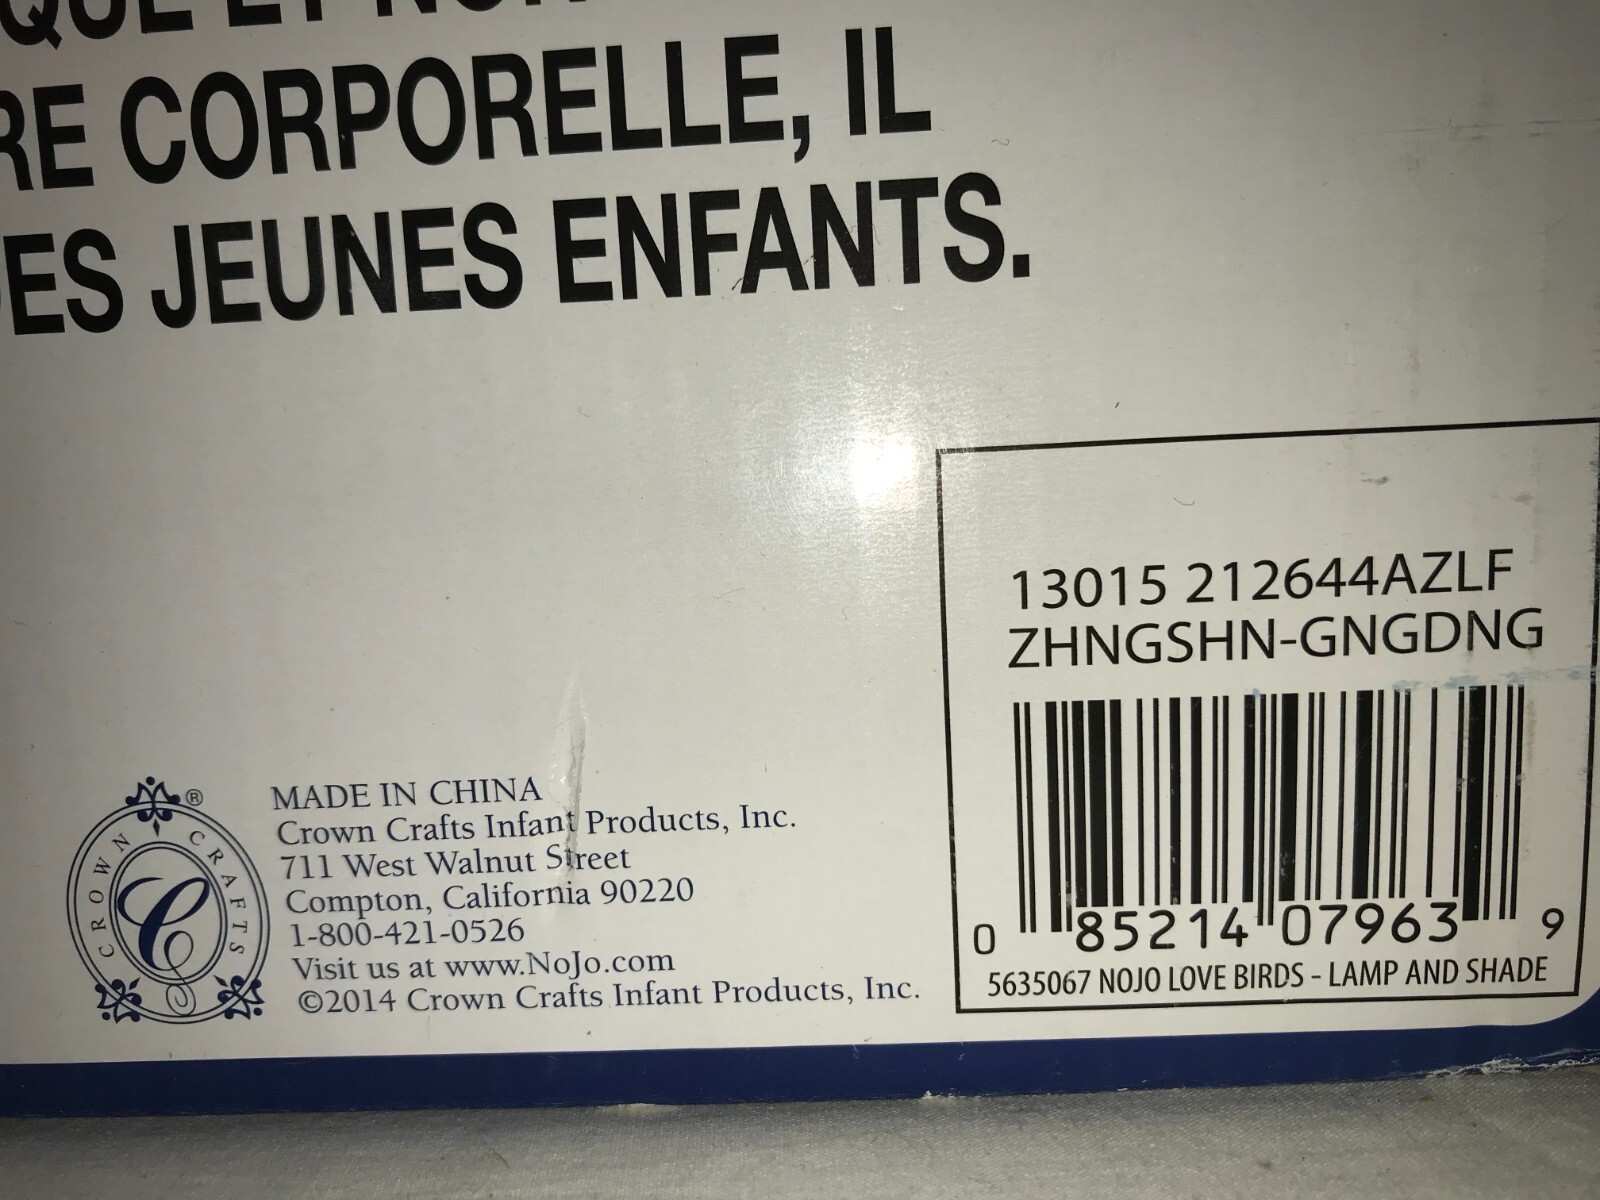 RE CORPORELLE, IL
ES JEUNES ENFANTS.
13015 212644AZLF
ZHNGSHN-GNGDNG
0 85214 07963 9
5635067 NOJO LOVE BIRDS - LAMP AND SHADE
CROWN CRAFTS
C
®
MADE IN CHINA
Crown Crafts Infant Products, Inc.
711 West Walnut Street
Compton, California 90220
1-800-421-0526
Visit us at www.NoJo.com
©2014 Crown Crafts Infant Products, Inc.